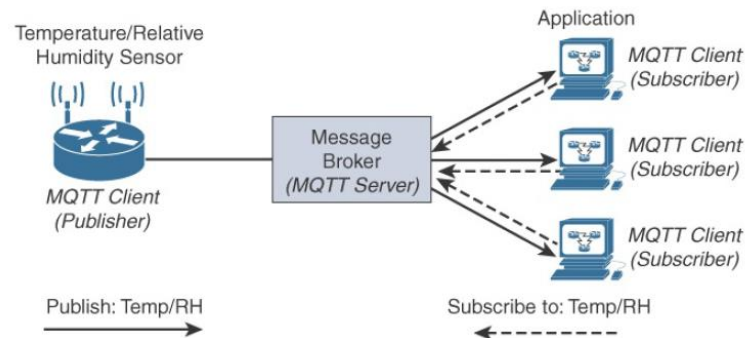 Temperature/Relative
Humidity Sensor
MQTT Client
(Publisher)
Message
Broker
(MQTT Server)
Application
MQTT Client
(Subscriber)
MQTT Client
(Subscriber)
MQTT Client
(Subscriber)
Publish: Temp/RH
Subscribe to: Temp/RH